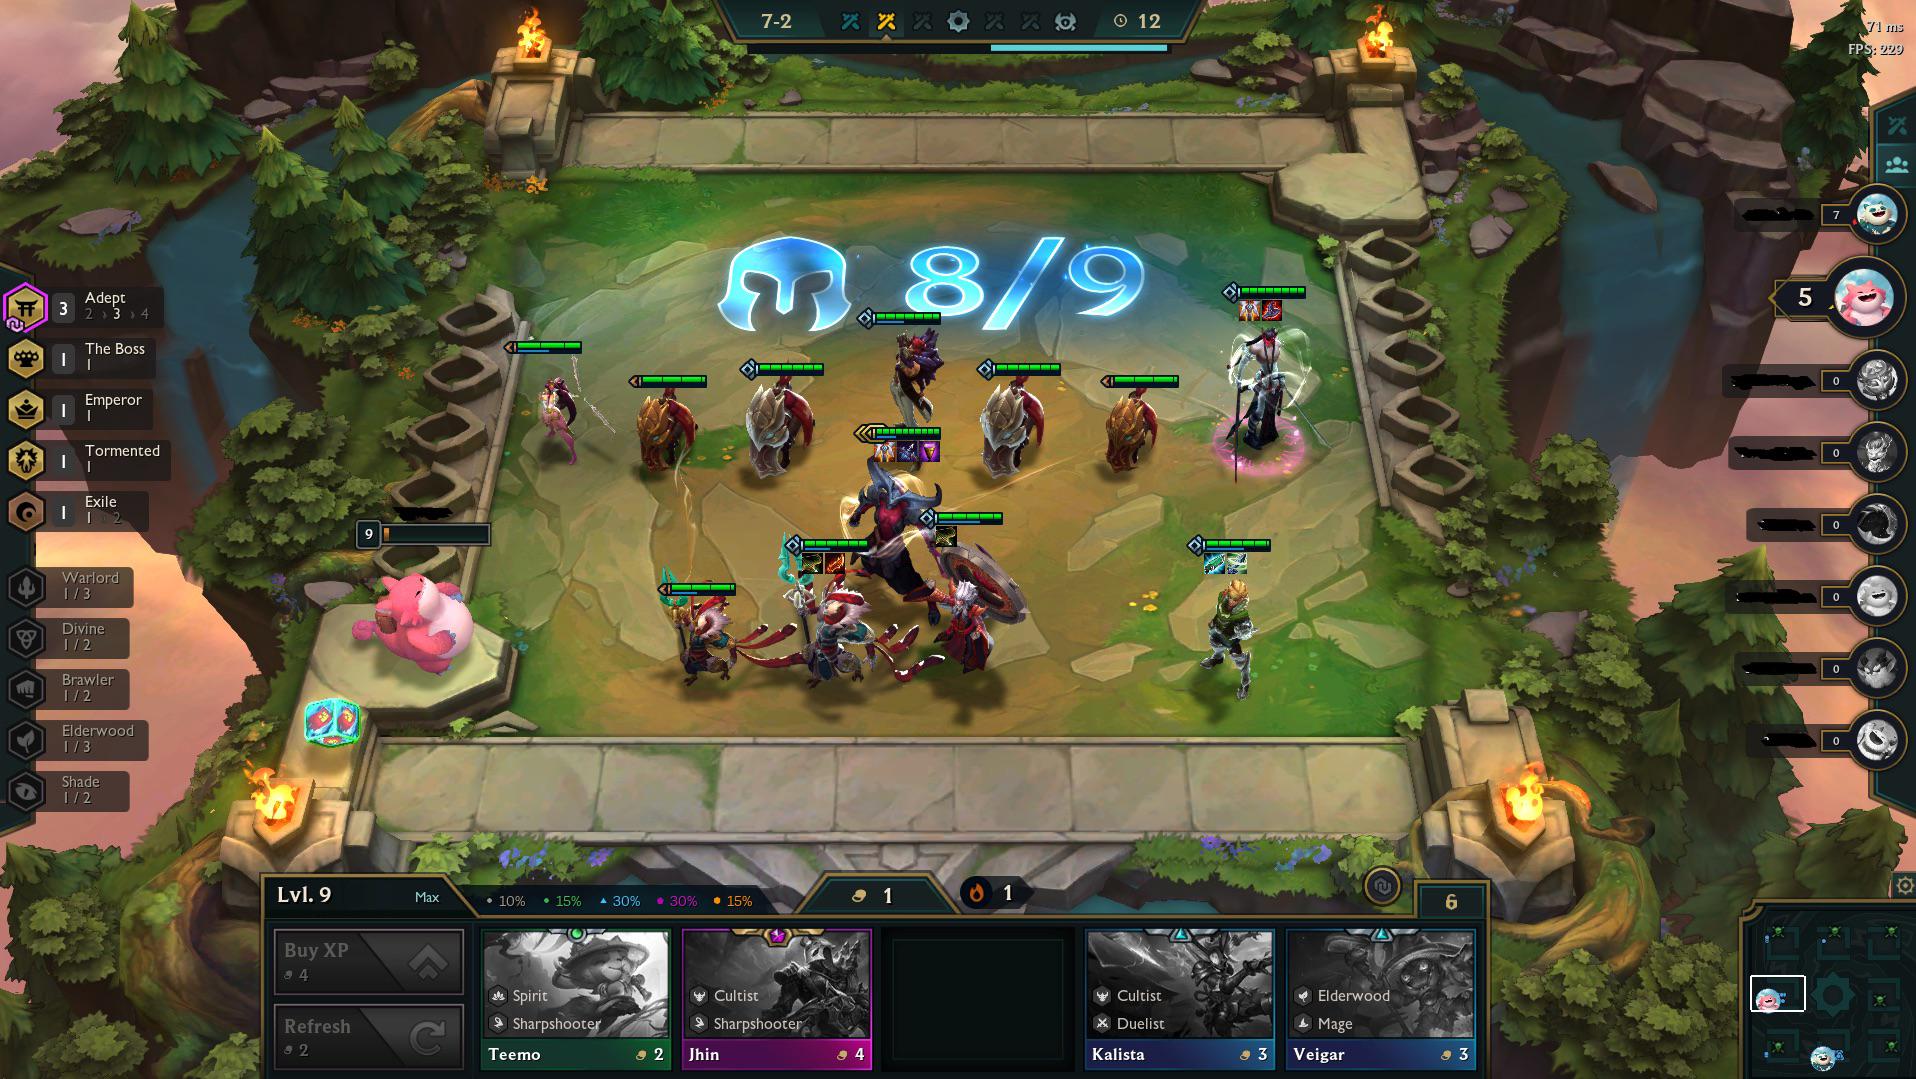 7-2
12
71 ms
FPS: 229
8/9
7
5
0
0
0
0
0
0
3
Adept
2 › 3 › 4
1
The Boss
1
1
Emperor
1
1
Tormented
1
1
Exile
1 › 2
Warlord
1 / 3
Divine
1 / 2
Brawler
1 / 2
Elderwood
1 / 3
Shade
1 / 2
9
Lvl. 9
Max
10%
15%
30%
30%
15%
1
1
6
Buy XP
4
Refresh
2
Spirit
Sharpshooter
Teemo 2
Cultist
Sharpshooter
Jhin 4
Cultist
Duelist
Kalista 3
Elderwood
Mage
Veigar 3